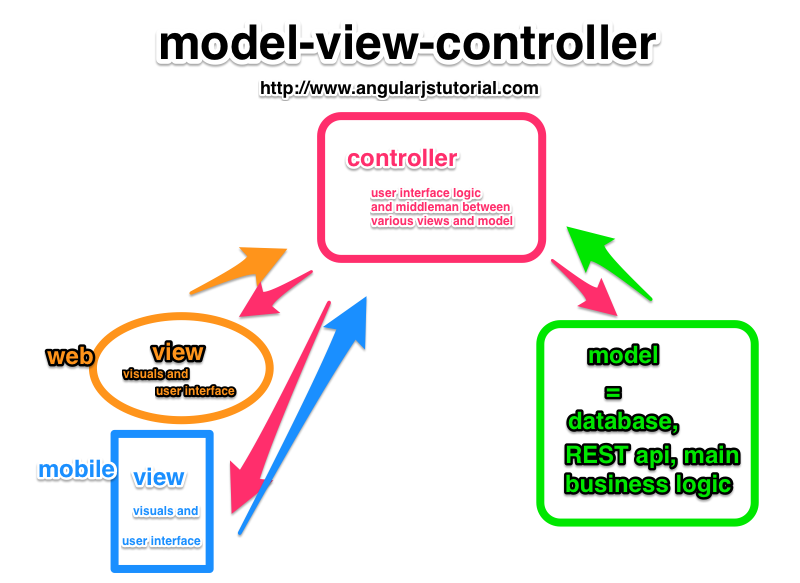 model-view-controller
http://www.angularjstutorial.com
controller
user interface logic
and middleman between
various views and model
web
view
visuals and
user interface
model
=
database,
REST api, main
business logic
mobile
view
visuals and
user interface